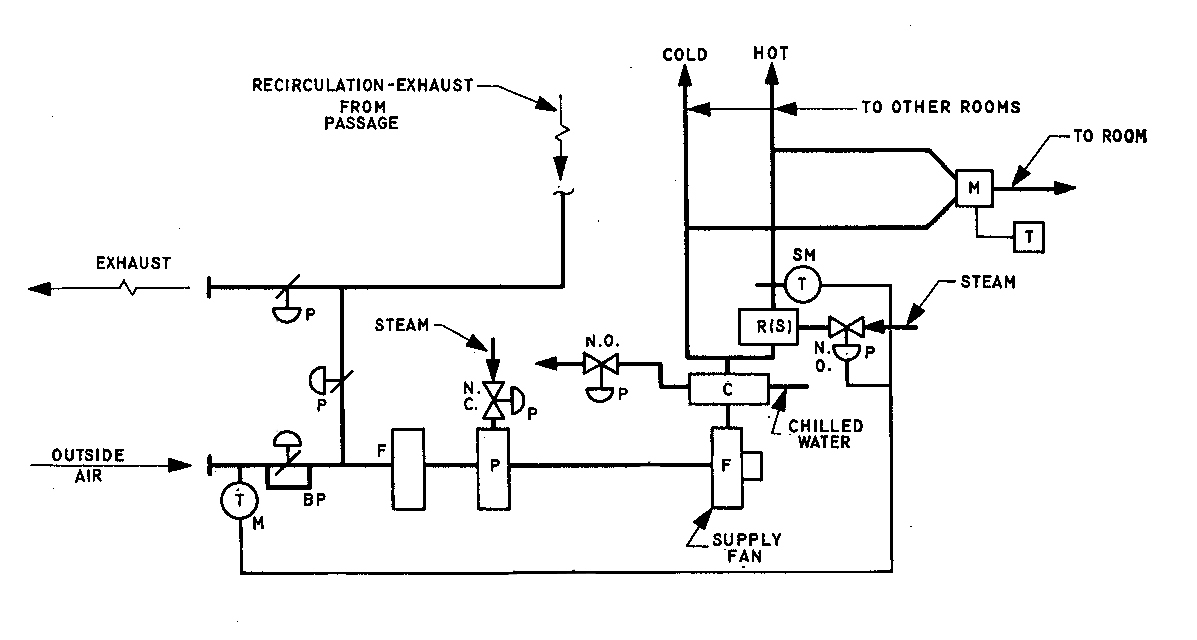 COLD
HOT
RECIRCULATION-EXHAUST
FROM
PASSAGE
TO OTHER ROOMS
TO ROOM
M
T
EXHAUST
P
SM
T
STEAM
STEAM
R(S)
N.
O.
P
N.O.
P
P
N.
C.
P
C
CHILLED
WATER
OUTSIDE
AIR
F
P
F
BP
T
M
SUPPLY
FAN